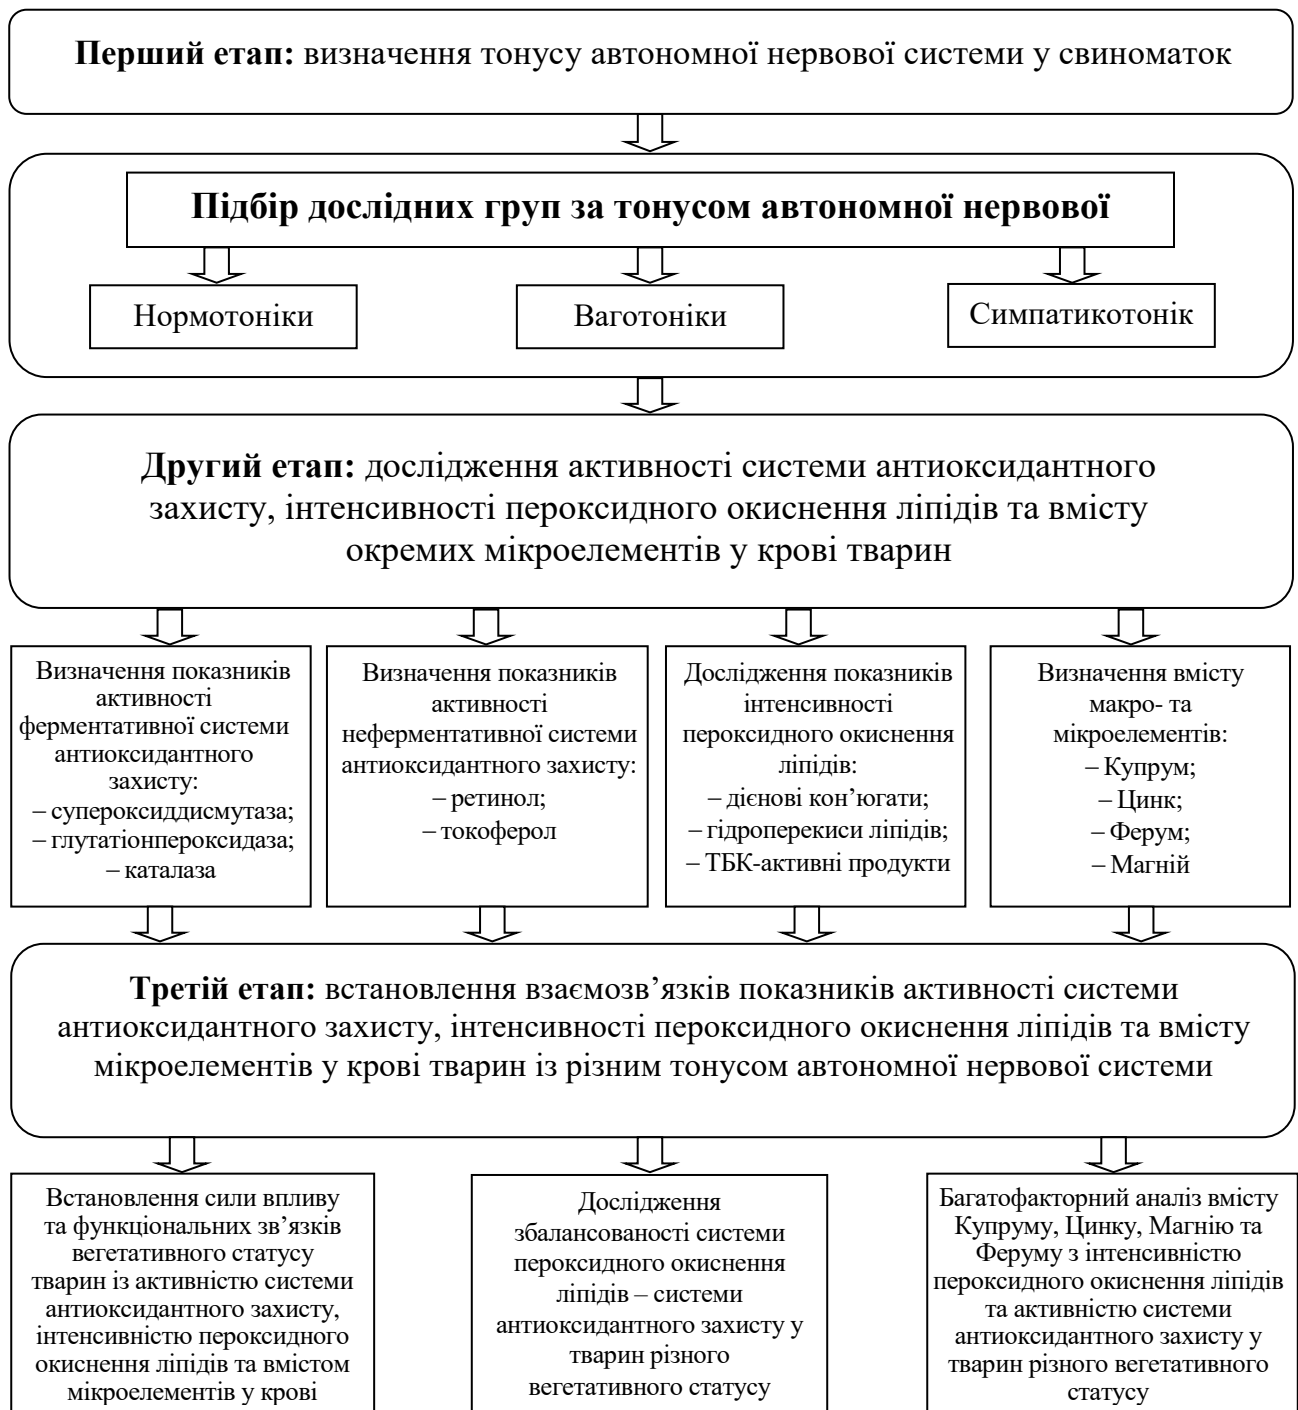 Перший етап: визначення тонусу автономної нервової системи у свиноматок
Підбір дослідних груп за тонусом автономної нервової
Нормотоніки
Ваготоніки
Симпатикотонік
Другий етап: дослідження активності системи антиоксидантного
захисту, інтенсивності пероксидного окиснення ліпідів та вмісту
окремих мікроелементів у крові тварин
Визначення показників
активності
ферментативної системи
антиоксидантного
захисту:
– супероксиддисмутаза;
– глутатіонпероксидаза;
– каталаза
Визначення показників
активності
неферментативної системи
антиоксидантного захисту:
– ретинол;
– токоферол
Дослідження показників
інтенсивності
пероксидного окиснення
ліпідів:
– дієнові кон’югати;
– гідроперекиси ліпідів;
– ТБК-активні продукти
Визначення вмісту
макро- та
мікроелементів:
– Купрум;
– Цинк;
– Ферум;
– Магній
Третій етап: встановлення взаємозв’язків показників активності системи
антиоксидантного захисту, інтенсивності пероксидного окиснення ліпідів та вмісту
мікроелементів у крові тварин із різним тонусом автономної нервової системи
Встановлення сили впливу
та функціональних зв’язків
вегетативного статусу
тварин із активністю системи
антиоксидантного захисту,
інтенсивністю пероксидного
окиснення ліпідів та вмістом
мікроелементів у крові
Дослідження
збалансованості системи
пероксидного окиснення
ліпідів – системи
антиоксидантного захисту у
тварин різного
вегетативного статусу
Багатофакторний аналіз вмісту
Купруму, Цинку, Магнію та
Феруму з інтенсивністю
пероксидного окиснення ліпідів
та активністю системи
антиоксидантного захисту у
тварин різного вегетативного
статусу